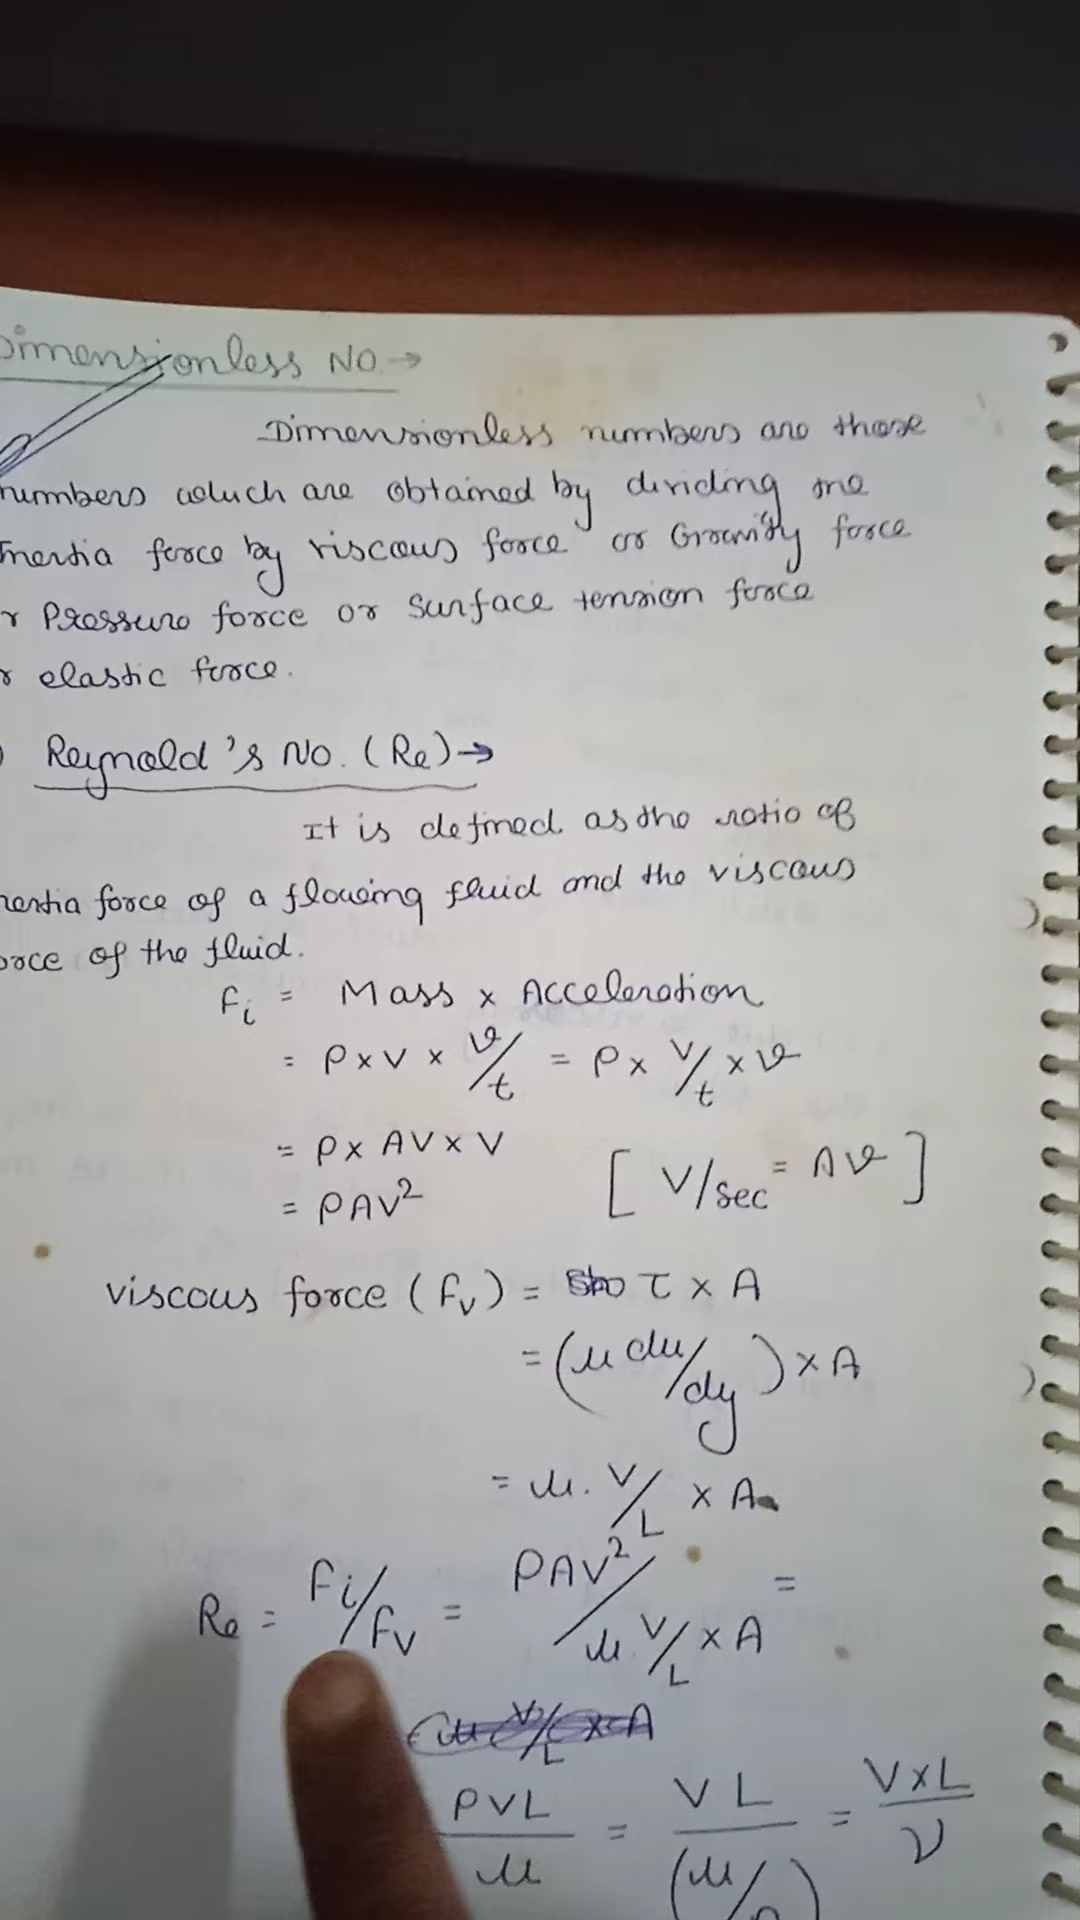 Dimensionless NO. →
Dimensionless numbers are those
numbers which are obtained by dividing the
Inertia force by viscous force or Gravity force
r Pressure force or surface tension force
r elastic force.
) Reynold's No. (Re) →
It is defined as the ratio of
nertia force of a flowing fluid and the viscous
orce of the fluid.
Fi = Mass x Acceleration
= ρ x V x v/t = ρ x V/t x v
= ρ x AV x V [V/sec = Av]
= ρAV²
viscous force (Fv) = τ x A
= (μ du/dy) x A
= μ. V/L x A
Re = Fi/Fv = ρAV² / μ. V/L x A =
ρVL/μ = VL/(μ/ρ) = VxL/ν